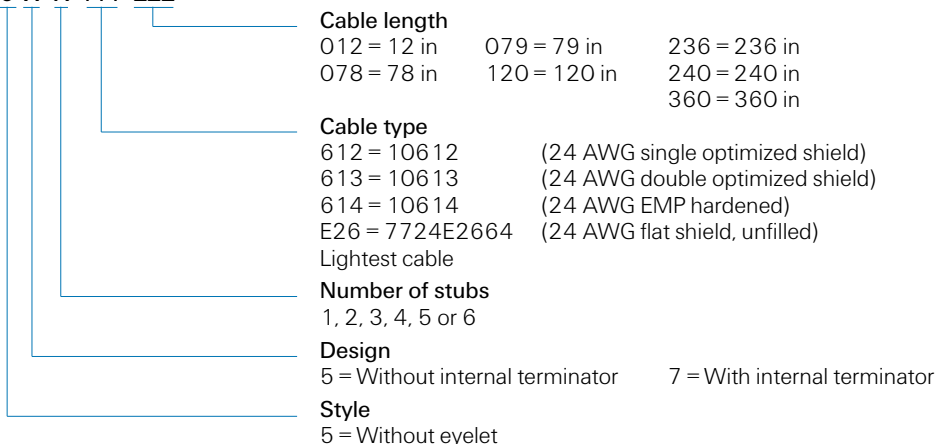 Cable length
012 = 12 in 079 = 79 in 236 = 236 in
078 = 78 in 120 = 120 in 240 = 240 in
360 = 360 in
Cable type
612 = 10612 (24 AWG single optimized shield)
613 = 10613 (24 AWG double optimized shield)
614 = 10614 (24 AWG EMP hardened)
E26 = 7724E2664 (24 AWG flat shield, unfilled)
Lightest cable
Number of stubs
1, 2, 3, 4, 5 or 6
Design
5 = Without internal terminator 7 = With internal terminator
Style
5 = Without eyelet